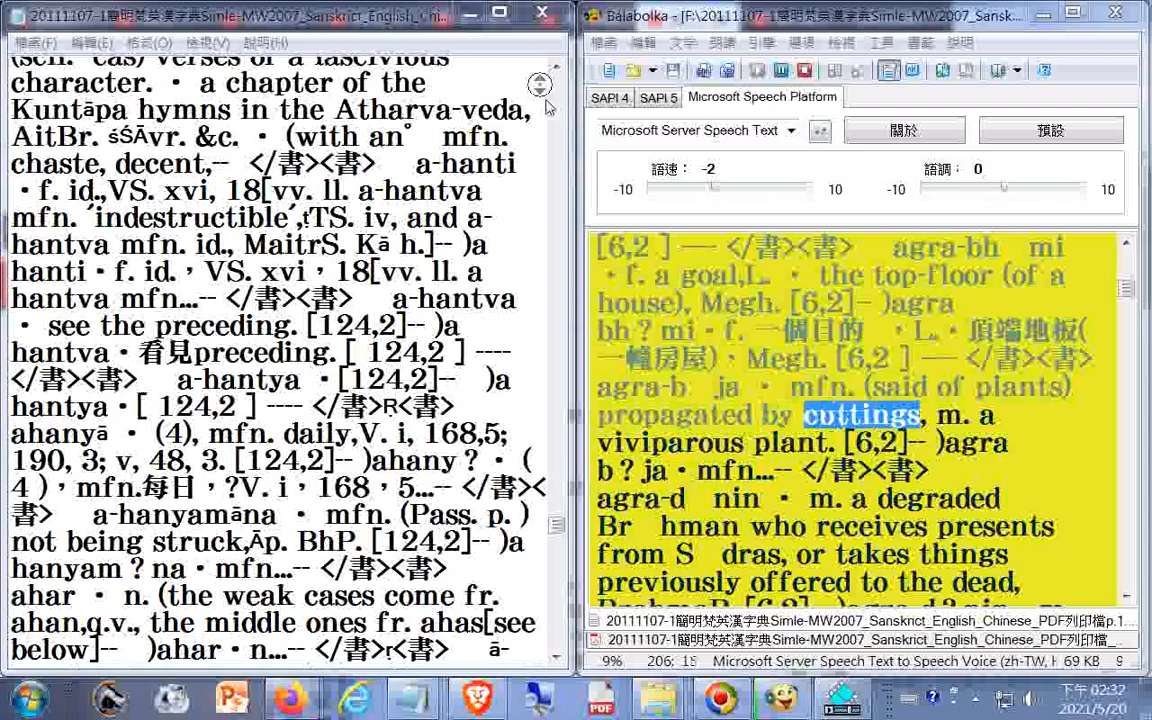 20111107-1簡明梵英漢字典Simle-MW2007_Sanskrict_English_Chi...
檔案(F) 編輯(E) 格式(O) 檢視(V) 說明(H)
(sch. cas) verses of a lascivious
character. • a chapter of the
Kuntāpa hymns in the Atharva-veda,
AitBr. śŚĀvr. &c. • (with an° mfn.
chaste, decent,-- </書><書> a-hanti
• f. id.,VS. xvi, 18[vv. ll. a-hantva
mfn. ´indestructible´,TS. iv, and a-
hantva mfn. id., MaitrS. Kā h.]-- )a
hanti • f. id. , VS. xvi , 18[vv. ll. a
hantva mfn...-- </書><書> a-hantva
• see the preceding. [124,2]-- )a
hantva • 看見preceding. [ 124,2 ] ----
</書><書> a-hantya • [124,2]-- )a
hantya • [ 124,2 ] ---- </書>Ṛ<書>
ahanyā • (4), mfn. daily,V. i, 168,5;
190, 3; v, 48, 3. [124,2]-- )ahany ? • (
4 ) , mfn.每日 , ?V. i , 168 , 5...-- </書><
書> a-hanyamāna • mfn. (Pass. p. )
not being struck,Āp. BhP. [124,2]-- )a
hanyam ? na • mfn...-- </書><書>
ahar • n. (the weak cases come fr.
ahan,q.v., the middle ones fr. ahas[see
below]-- )ahar • n...-- </書>ṛ<書> ā-
Balabolka - [F:\20111107-1簡明梵英漢字典Simle-MW2007_Sansk...
檔案 編輯 文字 朗讀 引擎 選項 檢視 工具 書籤 說明
SAPI 4 SAPI 5 Microsoft Speech Platform
Microsoft Server Speech Text 關於 預設
語速： -2 語調： 0
-10 10 -10 10
[6,2 ] ---- </書><書> agra-bh mi
• f. a goal,L. • the top-floor (of a
house), Megh. [6,2]-- )agra
bh ? mi • f. 一個目的 , L. • 頂端地板(
一幢房屋) , Megh. [6,2 ] ---- </書><書>
agra-b ja • mfn. (said of plants)
propagated by cuttings, m. a
viviparous plant. [6,2]-- )agra
b ? ja • mfn...-- </書><書>
agra-d nin • m. a degraded
Br hman who receives presents
from S dras, or takes things
previously offered to the dead,
20111107-1簡明梵英漢字典Simle-MW2007_Sanskrict_English_Chinese_PDF列印檔p.1...
20111107-1簡明梵英漢字典Simle-MW2007_Sanskrict_English_Chinese_PDF列印檔...
9% 206: 15 Microsoft Server Speech Text to Speech Voice (zh-TW, H 69 KB 9
PDF
下午 02:32
2021/5/20